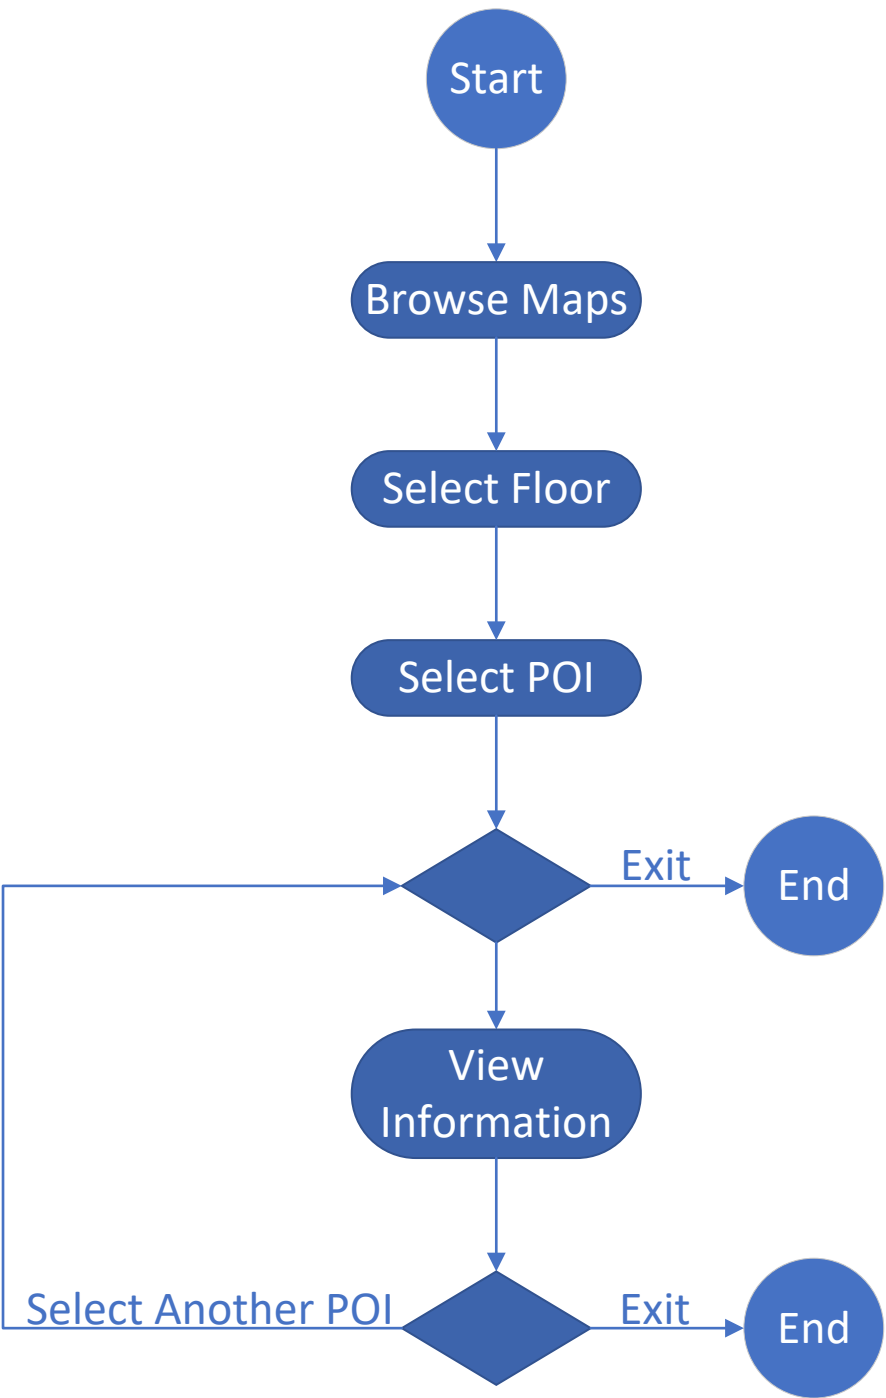 Start
Browse Maps
Select Floor
Select POI
Exit
End
View
Information
Select Another POI
Exit
End